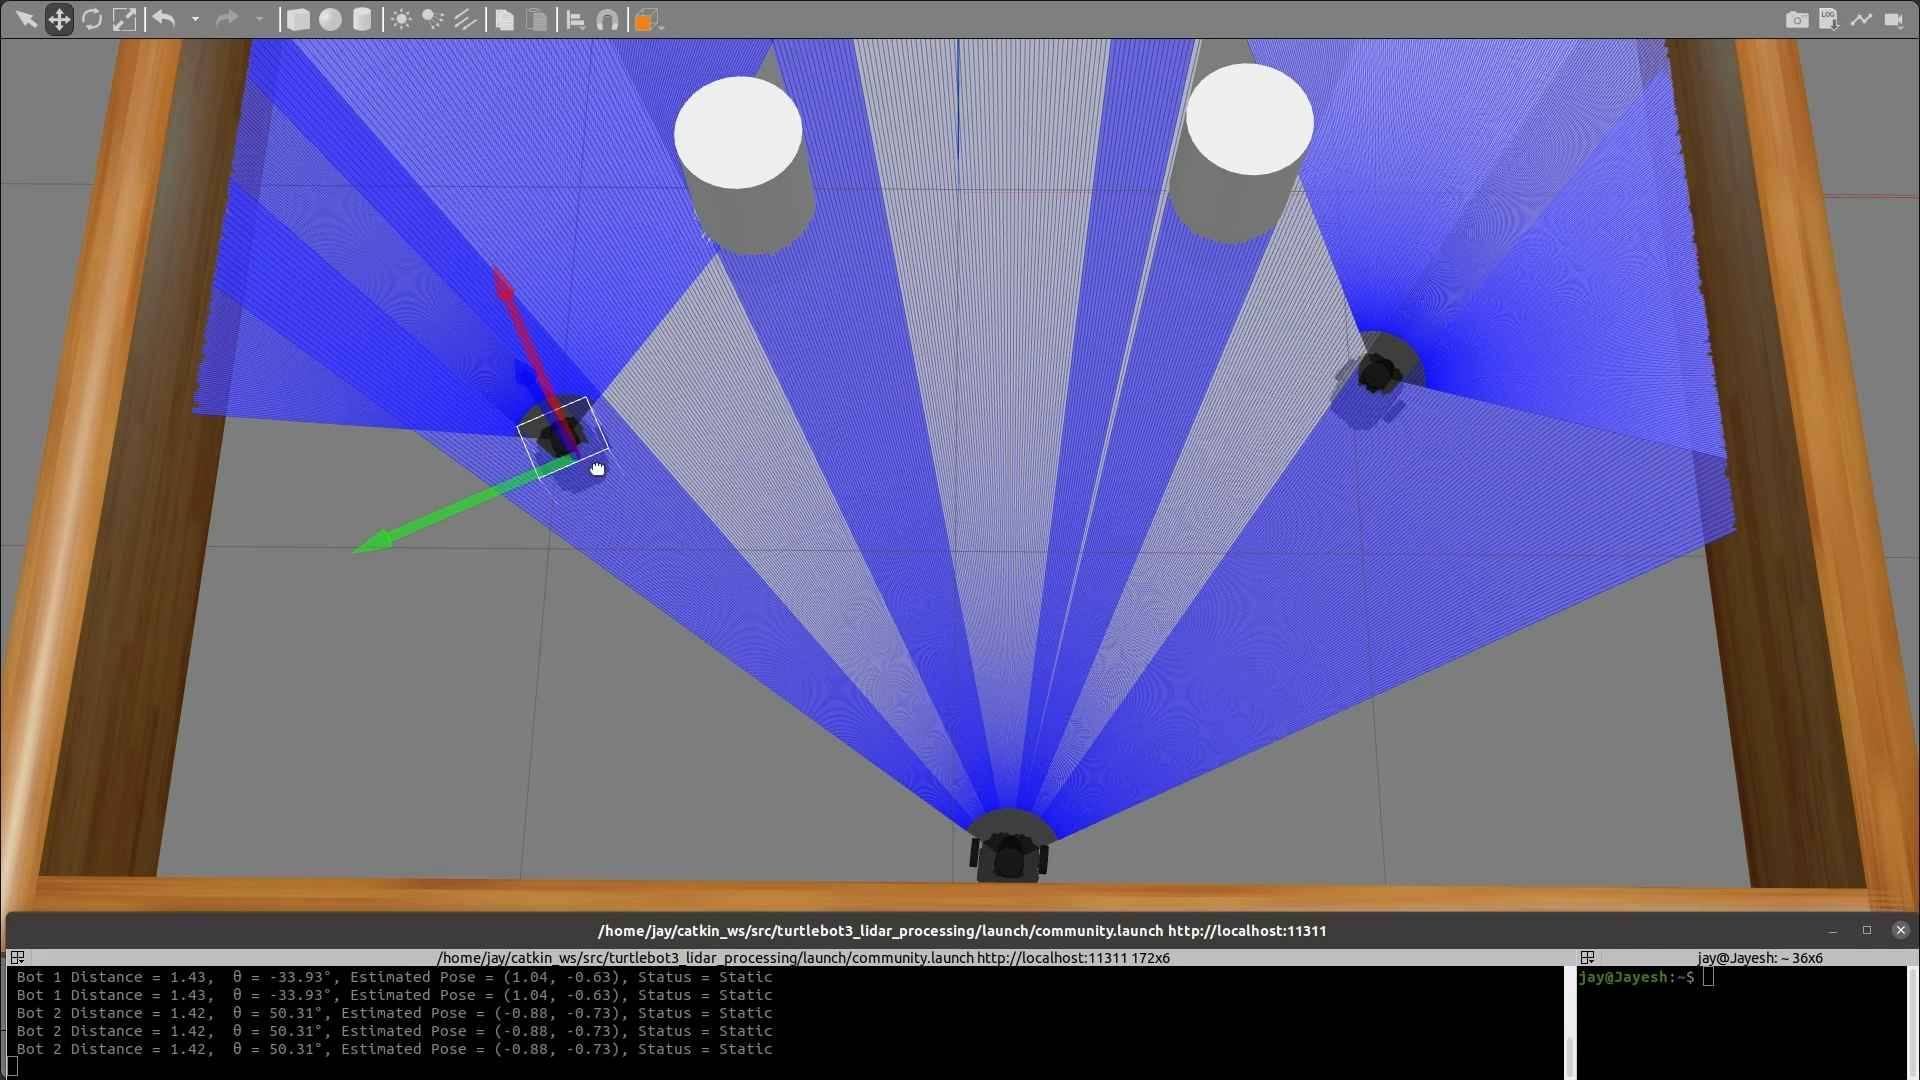 LOG
/home/jay/catkin_ws/src/turtlebot3_lidar_processing/launch/community.launch http://localhost:11311
/home/jay/catkin_ws/src/turtlebot3_lidar_processing/launch/community.launch http://localhost:11311 172x6
jay@Jayesh: ~ 36x6
Bot 1 Distance = 1.43,  θ = -33.93°, Estimated Pose = (1.04, -0.63), Status = Static
Bot 1 Distance = 1.43,  θ = -33.93°, Estimated Pose = (1.04, -0.63), Status = Static
Bot 2 Distance = 1.42,  θ = 50.31°, Estimated Pose = (-0.88, -0.73), Status = Static
Bot 2 Distance = 1.42,  θ = 50.31°, Estimated Pose = (-0.88, -0.73), Status = Static
Bot 2 Distance = 1.42,  θ = 50.31°, Estimated Pose = (-0.88, -0.73), Status = Static
jay@Jayesh:~$